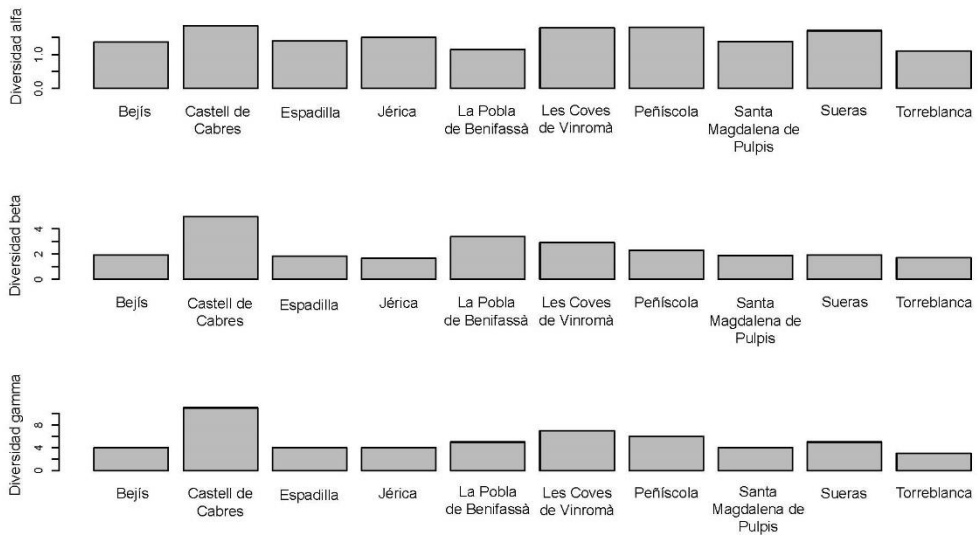 Diversidad alfa
1.0
0.0
Bejís
Castell de
Cabres
Espadilla
Jérica
La Pobla
de Benifassà
Les Coves
de Vinromà
Peñíscola
Santa
Magdalena de
Pulpis
Sueras
Torreblanca
Diversidad beta
4
2
0
Bejís
Castell de
Cabres
Espadilla
Jérica
La Pobla
de Benifassà
Les Coves
de Vinromà
Peñíscola
Santa
Magdalena de
Pulpis
Sueras
Torreblanca
Diversidad gamma
8
4
0
Bejís
Castell de
Cabres
Espadilla
Jérica
La Pobla
de Benifassà
Les Coves
de Vinromà
Peñíscola
Santa
Magdalena de
Pulpis
Sueras
Torreblanca